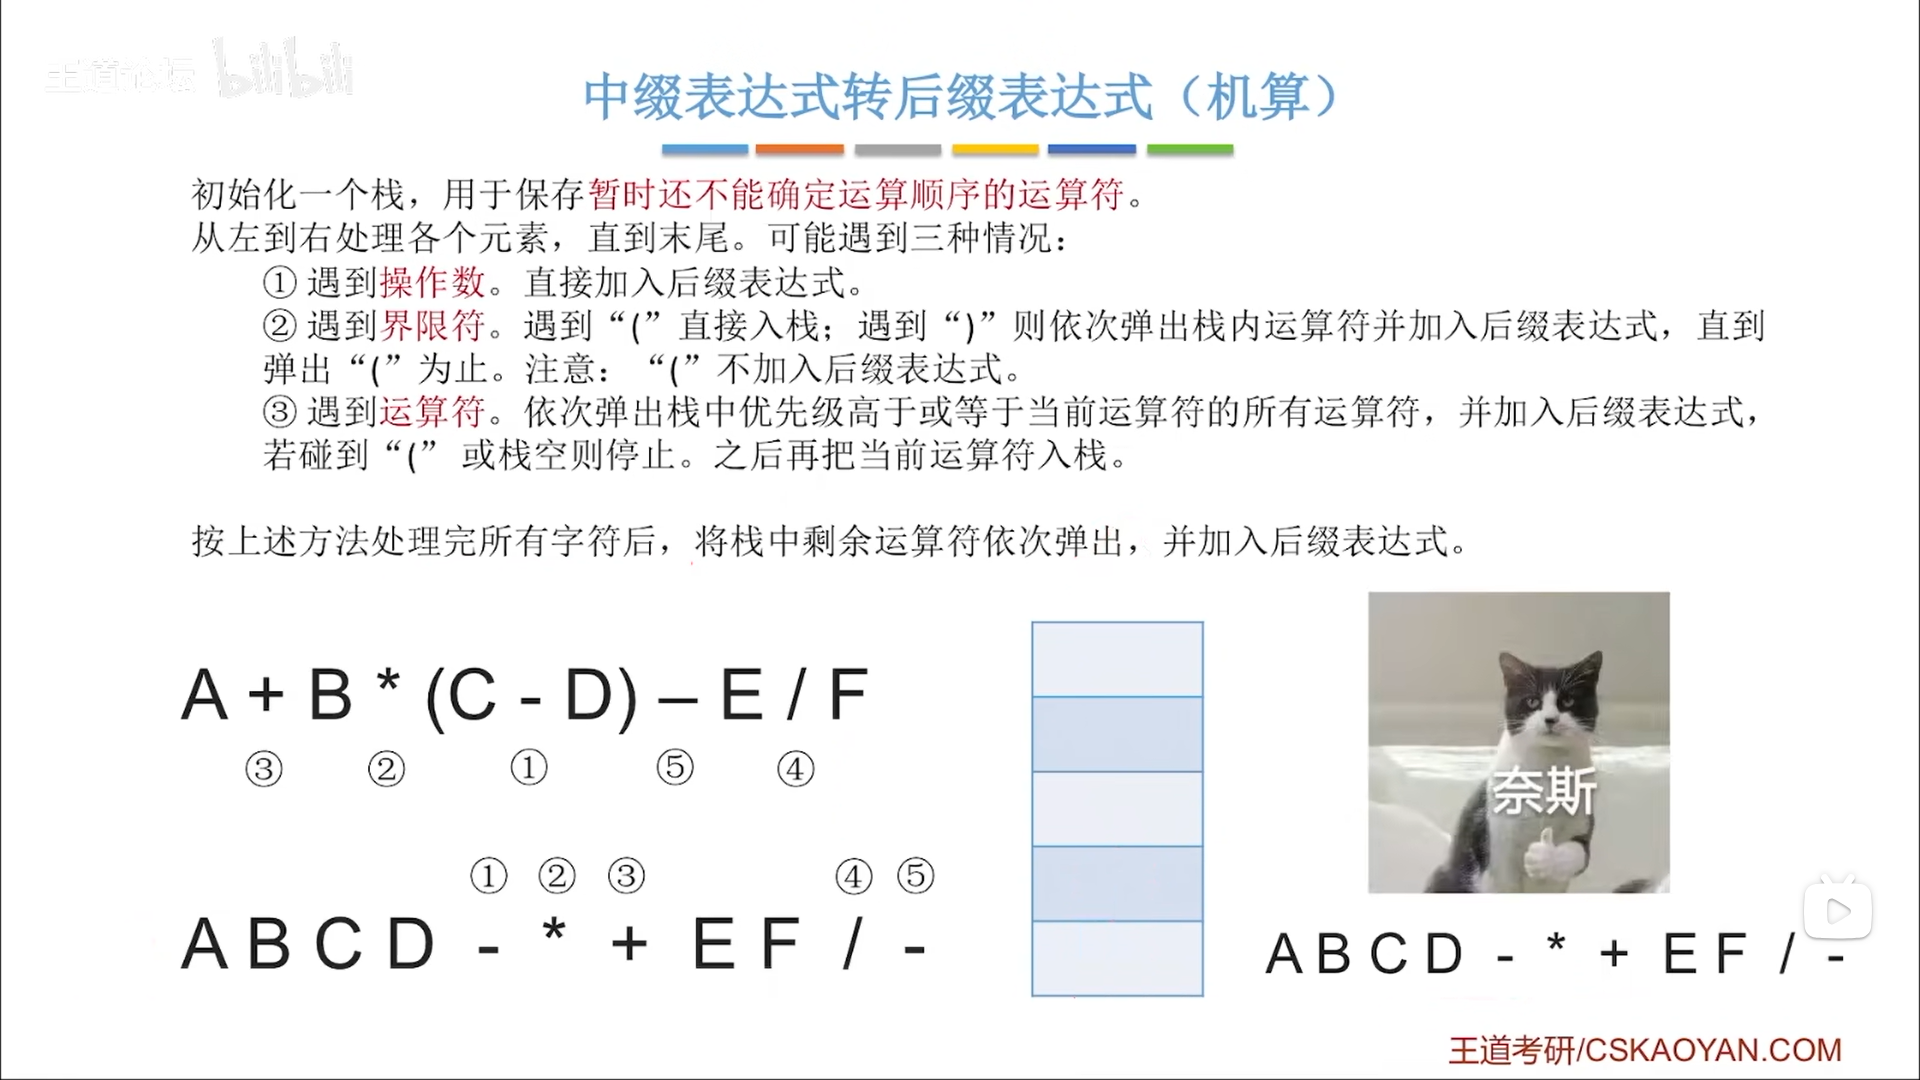 王道论坛 bilibili
中缀表达式转后缀表达式（机算）
初始化一个栈，用于保存暂时还不能确定运算顺序的运算符。
从左到右处理各个元素，直到末尾。可能遇到三种情况：
① 遇到操作数。直接加入后缀表达式。
② 遇到界限符。遇到“(”直接入栈；遇到“)”则依次弹出栈内运算符并加入后缀表达式，直到
弹出“(”为止。注意：“(”不加入后缀表达式。
③ 遇到运算符。依次弹出栈中优先级高于或等于当前运算符的所有运算符，并加入后缀表达式，
若碰到“(” 或栈空则停止。之后再把当前运算符入栈。
按上述方法处理完所有字符后，将栈中剩余运算符依次弹出，并加入后缀表达式。
A + B * (C - D) – E / F
③ ② ① ⑤ ④
① ② ③ ④ ⑤
A B C D - * + E F / -
奈斯
A B C D - * + E F / -
王道考研/CSKAOYAN.COM